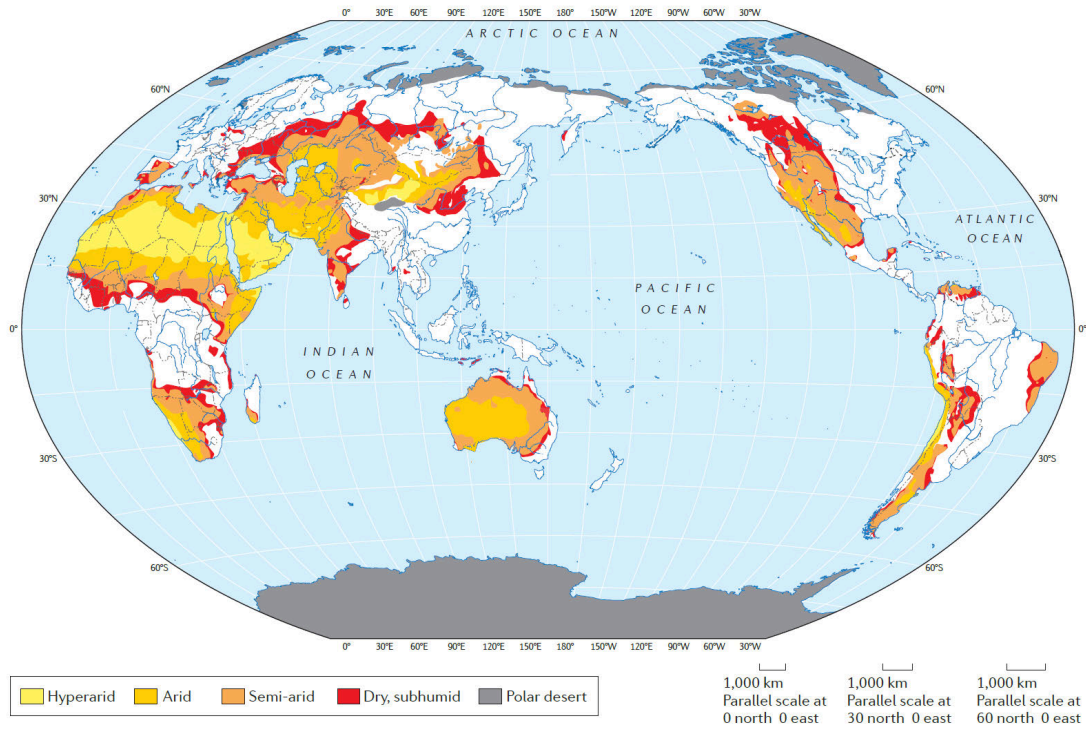 0° 30°E 60°E 90°E 120°E 150°E 180° 150°W 120°W 90°W 60°W 30°W
ARCTIC OCEAN
60°N 60°N
30°N 30°N
ATLANTIC
OCEAN
PACIFIC
OCEAN
0° 0°
INDIAN
OCEAN
30°S 30°S
60°S 60°S
0° 30°E 60°E 90°E 120°E 150°E 180° 150°W 120°W 90°W 60°W 30°W
Hyperarid Arid Semi-arid Dry, subhumid Polar desert
1,000 km
Parallel scale at
0 north 0 east
1,000 km
Parallel scale at
30 north 0 east
1,000 km
Parallel scale at
60 north 0 east